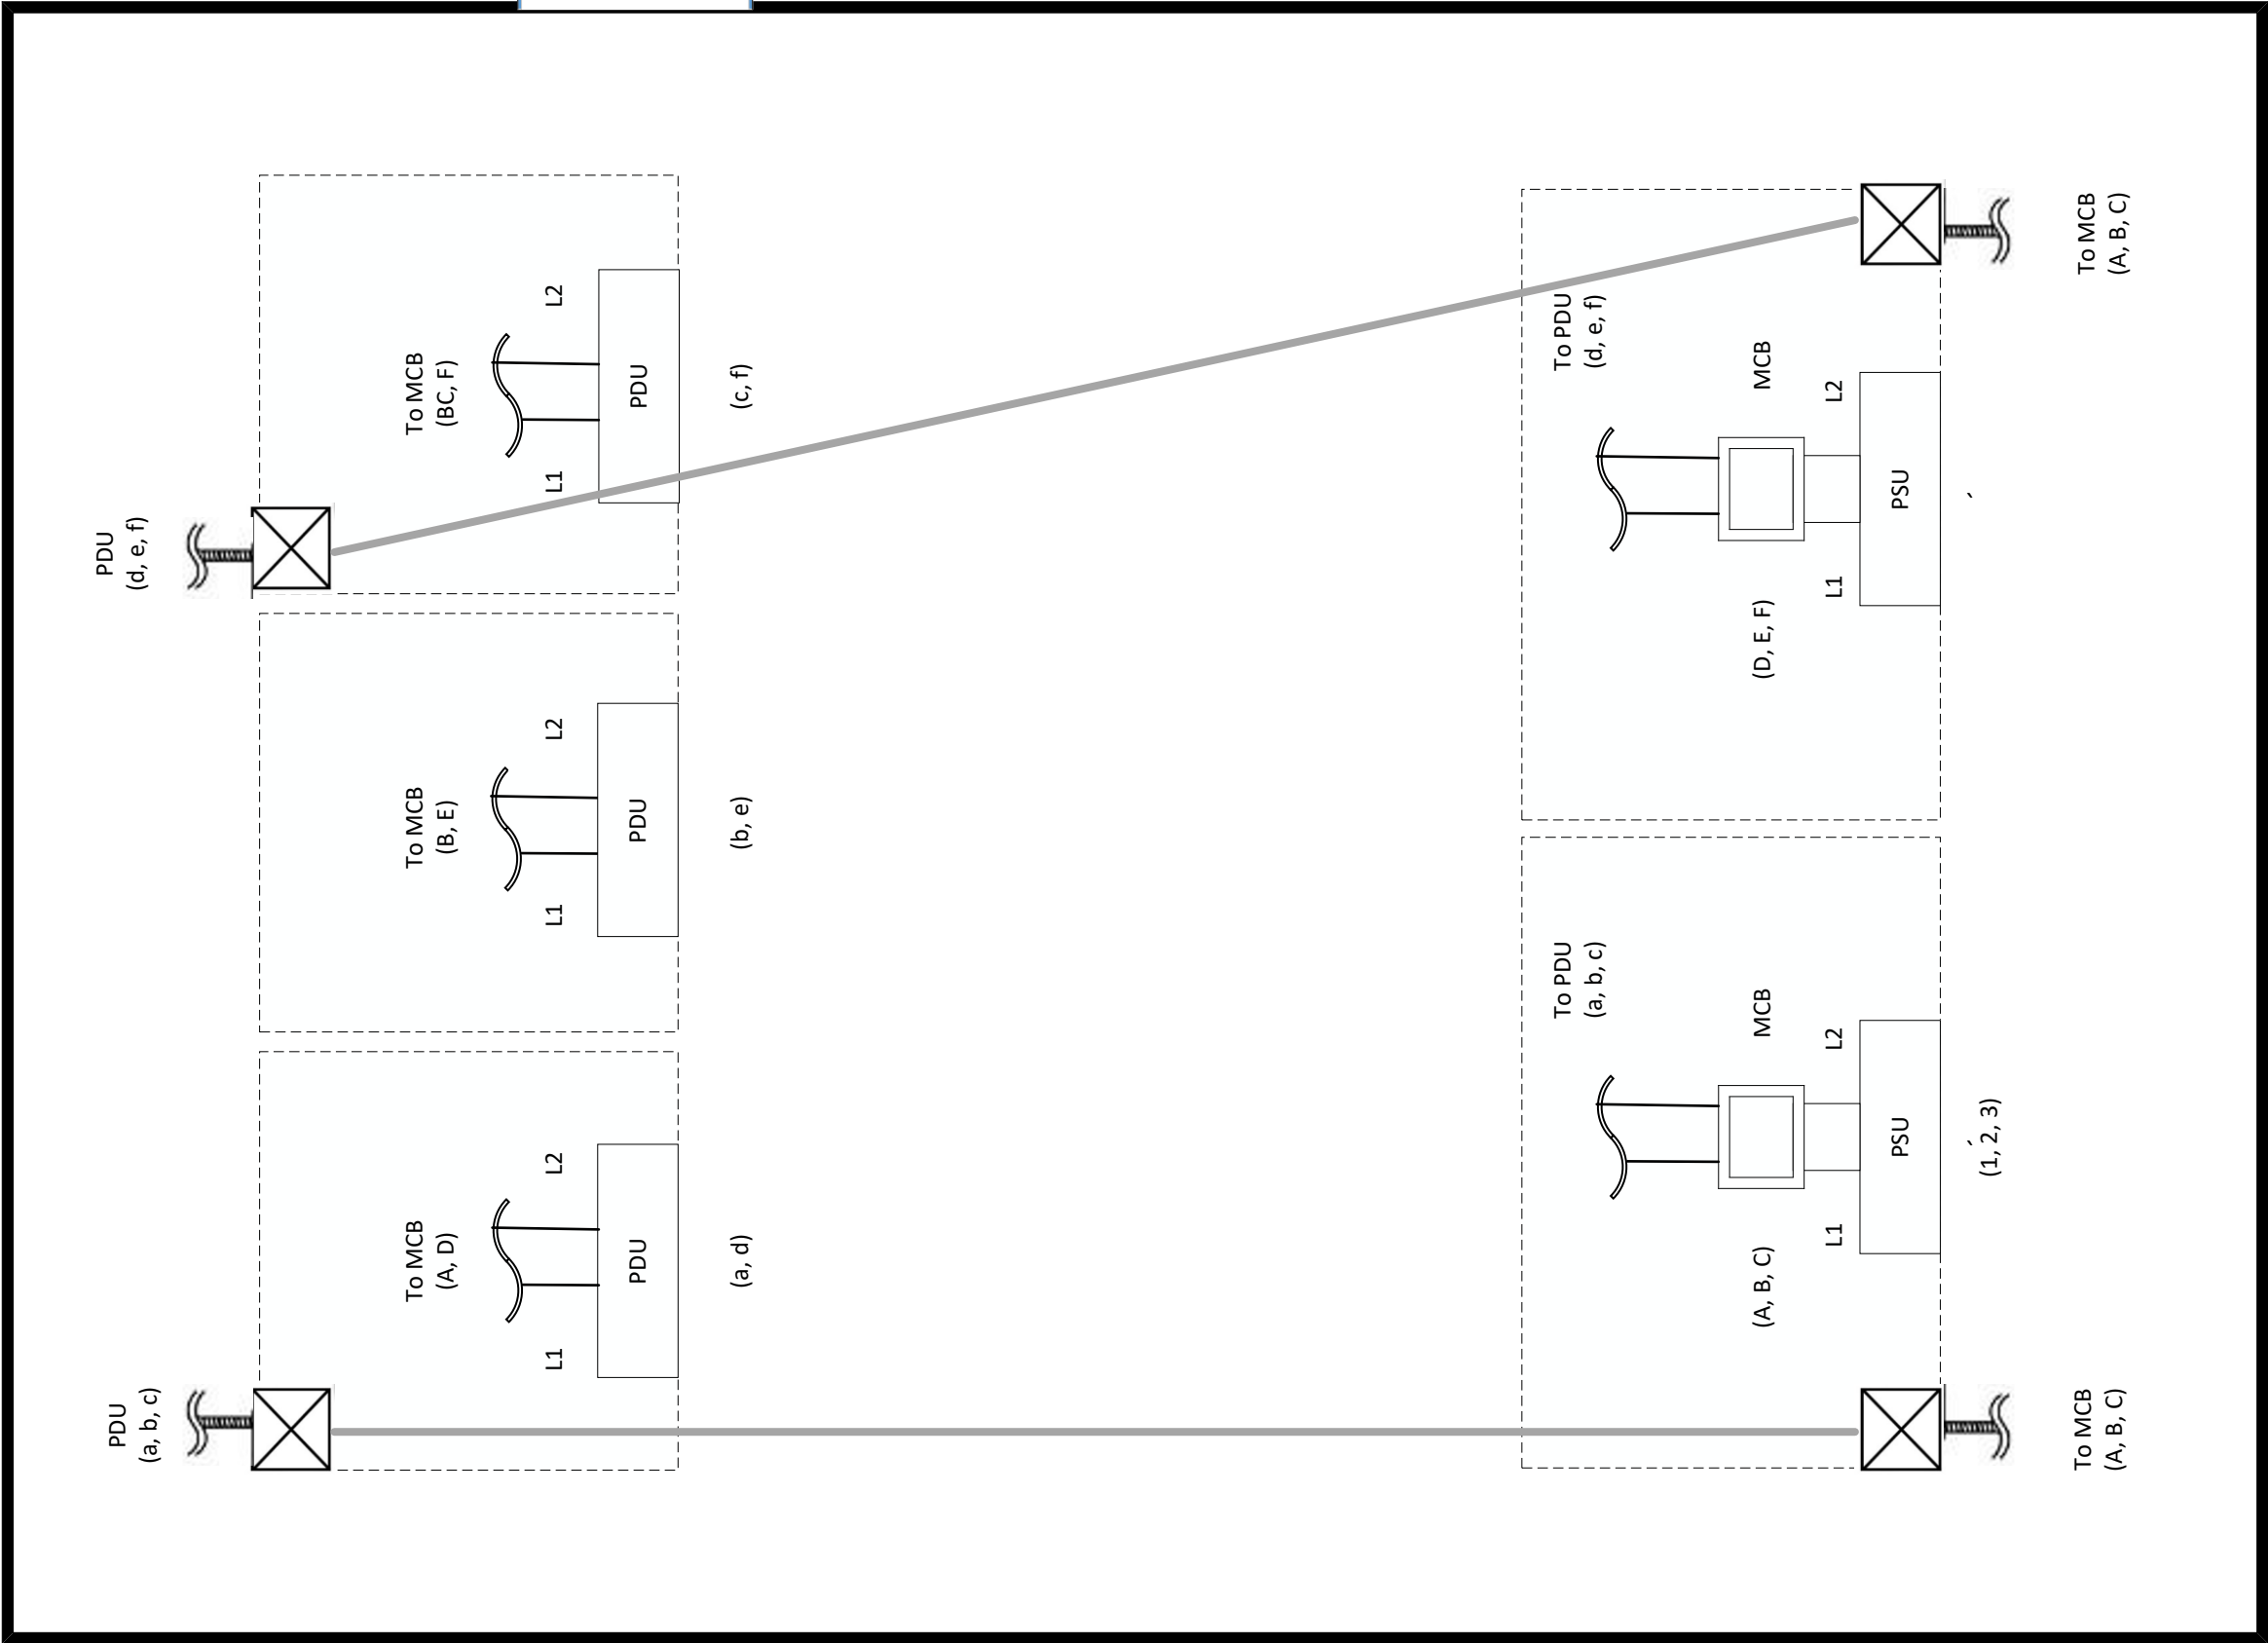 PDU
(a, b, c)
PDU
(d, e, f)
To MCB
(A, D)
L1 L2
PDU
(a, d)
To MCB
(B, E)
L1 L2
PDU
(b, e)
To MCB
(BC, F)
L1 L2
PDU
(c, f)
To PDU
(a, b, c)
(A, B, C) MCB
L1 L2
PSU
(1, 2, 3)
To PDU
(d, e, f)
(D, E, F) MCB
L1 L2
PSU
To MCB
(A, B, C)
To MCB
(A, B, C)